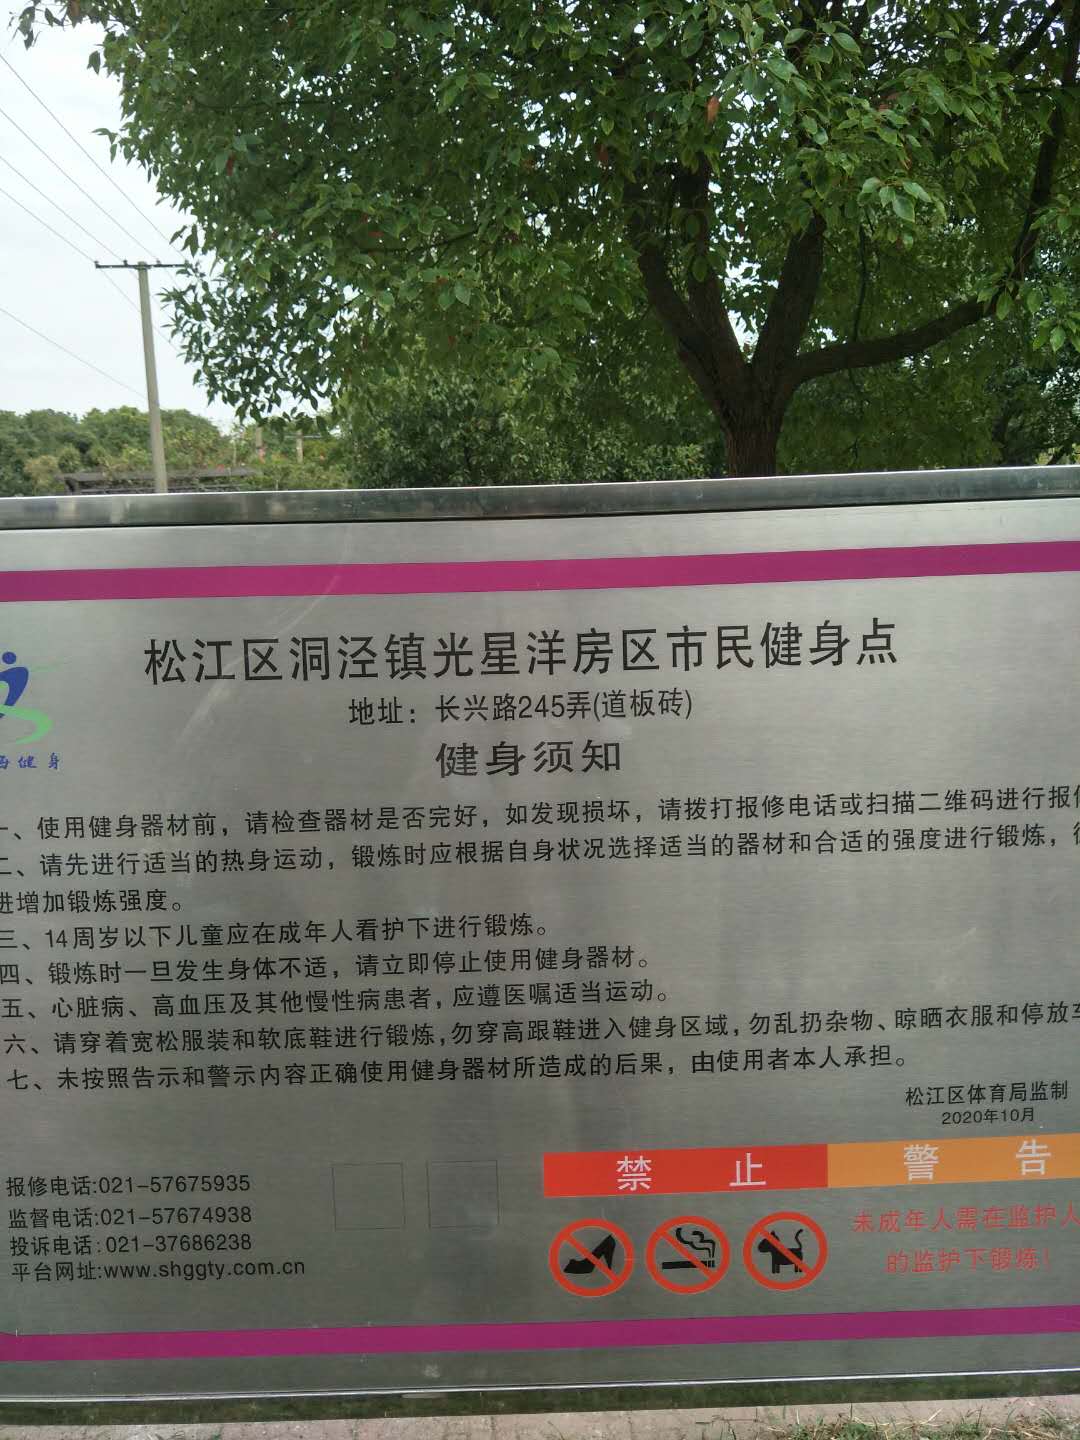 松江区洞泾镇光星洋房区市民健身点
地址：长兴路245弄(道板砖)
健身须知
健身
一、使用健身器材前，请检查器材是否完好，如发现损坏，请拨打报修电话或扫描二维码进行报修
二、请先进行适当的热身运动，锻炼时应根据自身状况选择适当的器材和合适的强度进行锻炼，
进增加锻炼强度。
三、14周岁以下儿童应在成年人看护下进行锻炼。
四、锻炼时一旦发生身体不适，请立即停止使用健身器材。
五、心脏病、高血压及其他慢性病患者，应遵医嘱适当运动。
六、请穿着宽松服装和软底鞋进行锻炼，勿穿高跟鞋进入健身区域，勿乱扔杂物、晾晒衣服和停放车
七、未按照告示和警示内容正确使用健身器材所造成的后果，由使用者本人承担。
松江区体育局监制
2020年10月
报修电话:021-57675935
监督电话:021-57674938
投诉电话:021-37686238
平台网址:www.shggty.com.cn
禁 止
警 告
未成年人需在监护人
的监护下锻炼！